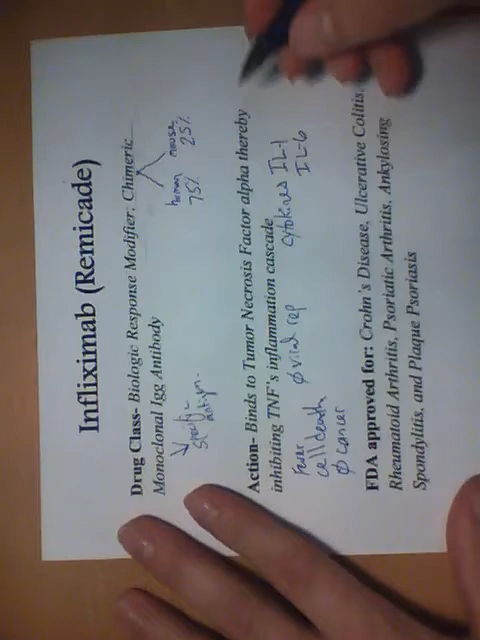 Infliximab (Remicade)
Drug Class- Biologic Response Modifier: Chimeric
Monoclonal Igg Antibody
human mouse
75% 25%
specific
antigen
Action- Binds to Tumor Necrosis Factor alpha thereby
inhibiting TNF's inflammation cascade
Fever Ø viral rep cytokines IL-1
cell death IL-6
Ø cancer
FDA approved for: Crohn's Disease, Ulcerative Colitis,
Rheumatoid Arthritis, Psoriatic Arthritis, Ankylosing
Spondylitis, and Plaque Psoriasis